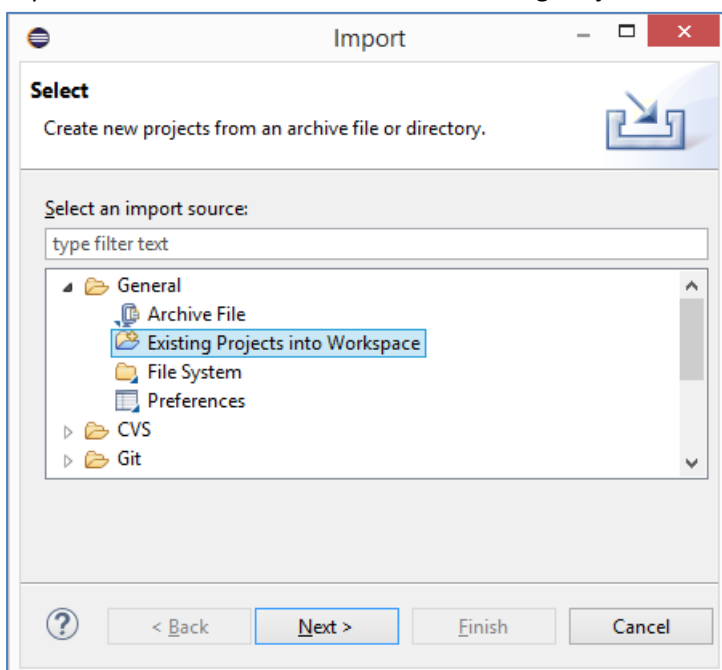 Import
Select
Create new projects from an archive file or directory.
Select an import source:
type filter text
General
Archive File
Existing Projects into Workspace
File System
Preferences
CVS
Git
? < Back Next > Finish Cancel